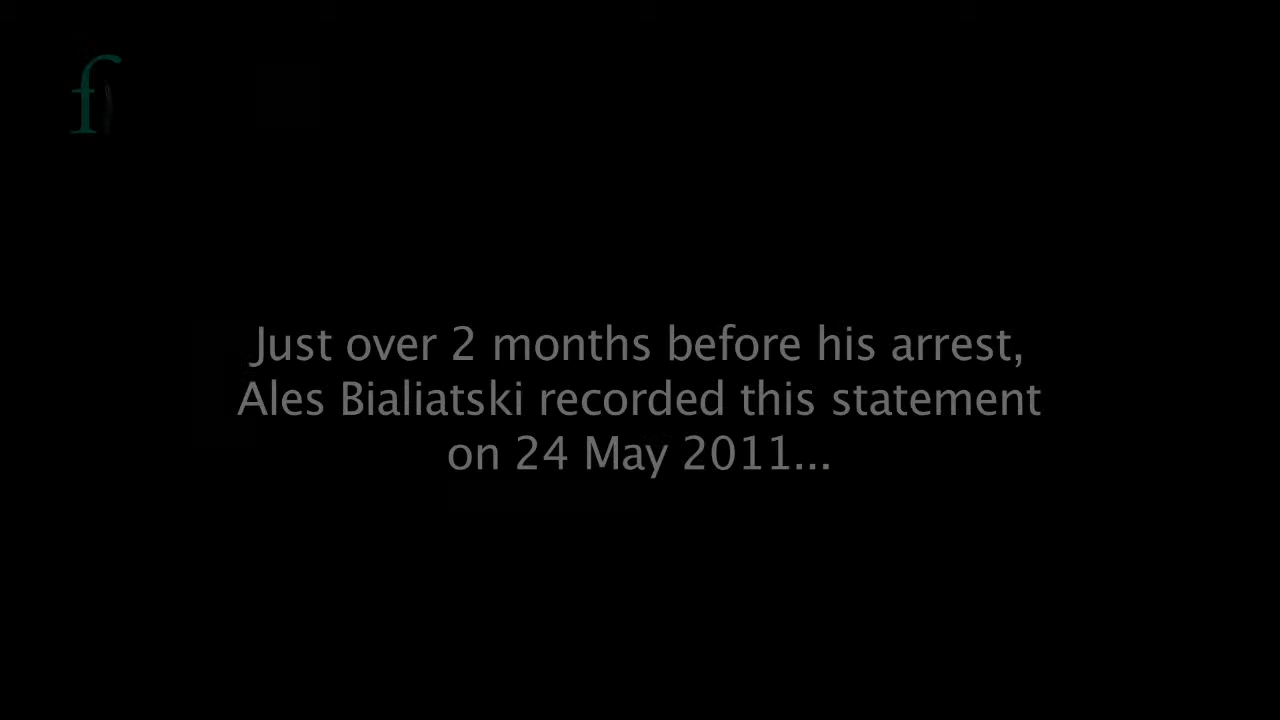 f
Just over 2 months before his arrest,
Ales Bialiatski recorded this statement
on 24 May 2011...